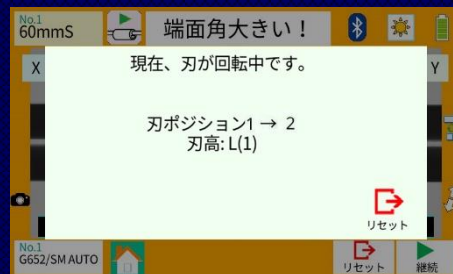 No.1
60mmS
端面角大きい！
X
Y
現在、刃が回転中です。
刃ポジション1 → 2
刃高: L(1)
リセット
No.1
G652/SM AUTO
リセット
継続